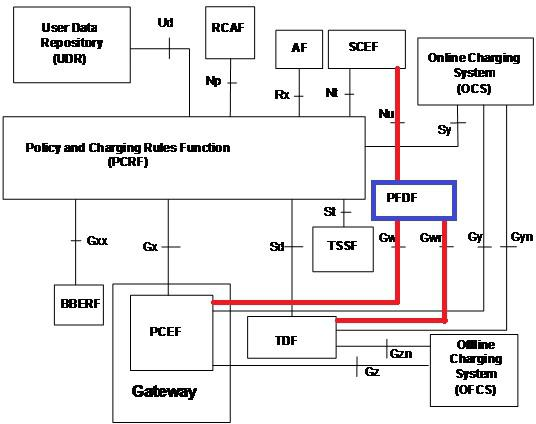 User Data
Repository
(UDR)
Ud
RCAF
Np
AF
Rx
SCEF
Nt
Nu
Online Charging
System
(OCS)
Sy
Policy and Charging Rules Function
(PCRF)
PFDF
St
TSSF
Gxx
Gx
Sd
Gw
Gwn
Gy
Gyn
BBERF
PCEF
Gateway
TDF
Gzn
Gz
Offline
Charging
System
(OFCS)